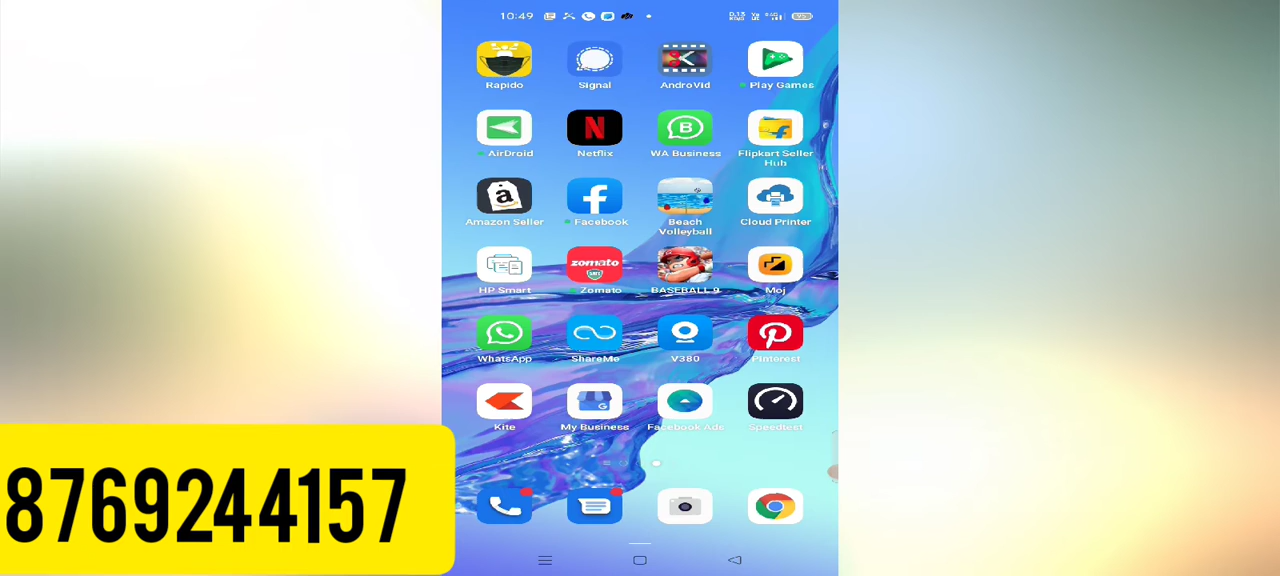 10:49
Rapido
Signal
AndroVid
Play Games
AirDroid
Netflix
WA Business
Flipkart Seller
Hub
Amazon Seller
Facebook
Beach
Volleyball
Cloud Printer
HP Smart
zomato
Zomato
BASEBALL 9
Moj
WhatsApp
ShareMe
V380
Pinterest
Kite
My Business
Facebook Ads
Speedtest
8769244157